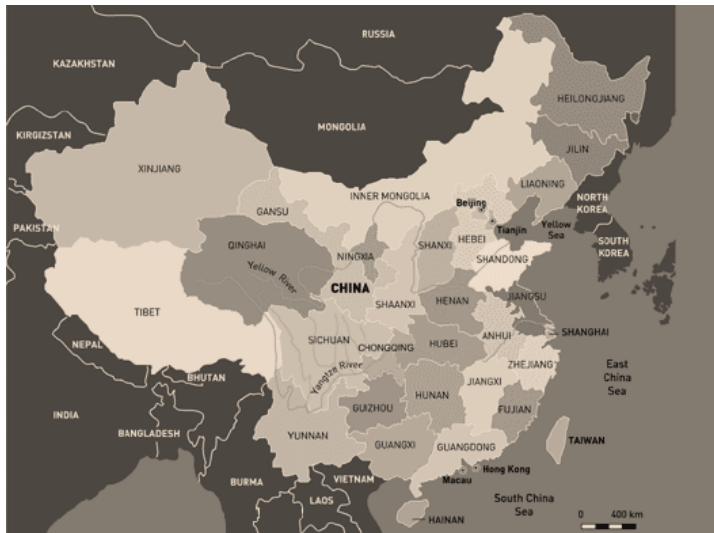 RUSSIA
KAZAKHSTAN
HEILONGJIANG
MONGOLIA
KIRGIZSTAN
JILIN
XINJIANG
LIAONING
INNER MONGOLIA
NORTH
KOREA
Beijing
GANSU
PAKISTAN
Tianjin
Yellow
Sea
SOUTH
KOREA
QINGHAI
SHANXI
HEBEI
NINGXIA
SHANDONG
Yellow River
CHINA
TIBET
SHAANXI
HENAN
JIANGSU
SHANGHAI
NEPAL
SICHUAN
CHONGQING
HUBEI
ANHUI
ZHEJIANG
East
China
Sea
BHUTAN
Yangtze River
JIANGXI
HUNAN
GUIZHOU
FUJIAN
INDIA
BANGLADESH
YUNNAN
GUANGXI
GUANGDONG
TAIWAN
Hong Kong
Macau
BURMA
VIETNAM
LAOS
South China
Sea
HAINAN
0 400 km